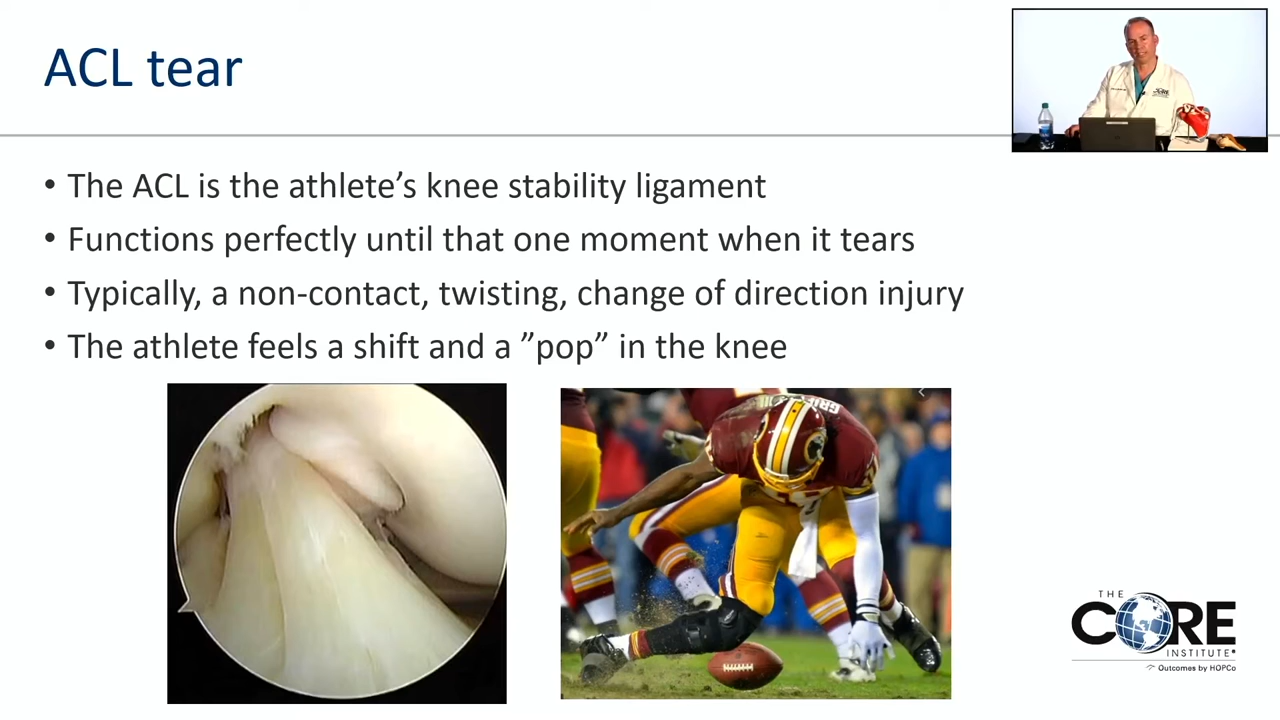 ACL tear
• The ACL is the athlete’s knee stability ligament
• Functions perfectly until that one moment when it tears
• Typically, a non-contact, twisting, change of direction injury
• The athlete feels a shift and a ”pop” in the knee
THE
CORE
INSTITUTE®
Outcomes by HOPCo